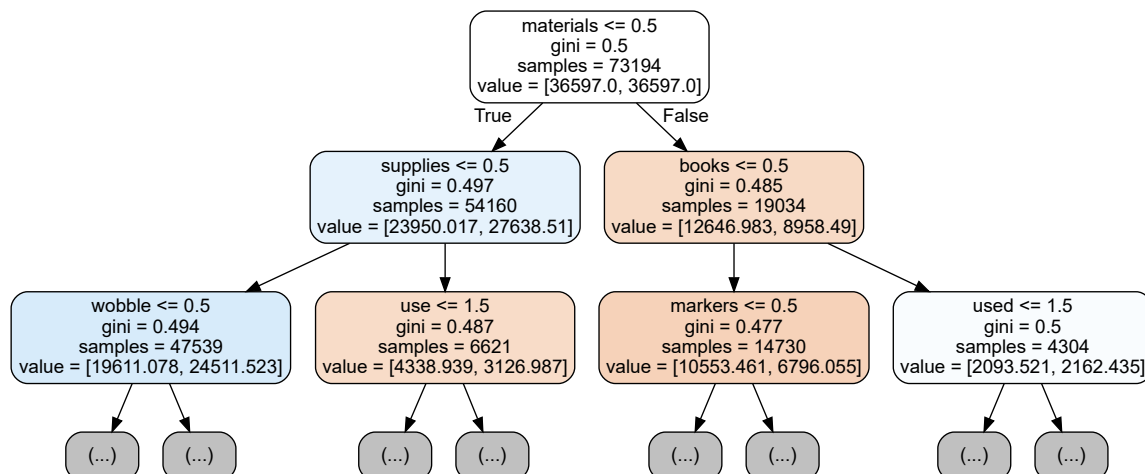 materials <= 0.5
gini = 0.5
samples = 73194
value = [36597.0, 36597.0]
True
False
supplies <= 0.5
gini = 0.497
samples = 54160
value = [23950.017, 27638.51]
books <= 0.5
gini = 0.485
samples = 19034
value = [12646.983, 8958.49]
wobble <= 0.5
gini = 0.494
samples = 47539
value = [19611.078, 24511.523]
use <= 1.5
gini = 0.487
samples = 6621
value = [4338.939, 3126.987]
markers <= 0.5
gini = 0.477
samples = 14730
value = [10553.461, 6796.055]
used <= 1.5
gini = 0.5
samples = 4304
value = [2093.521, 2162.435]
(...)
(...)
(...)
(...)
(...)
(...)
(...)
(...)